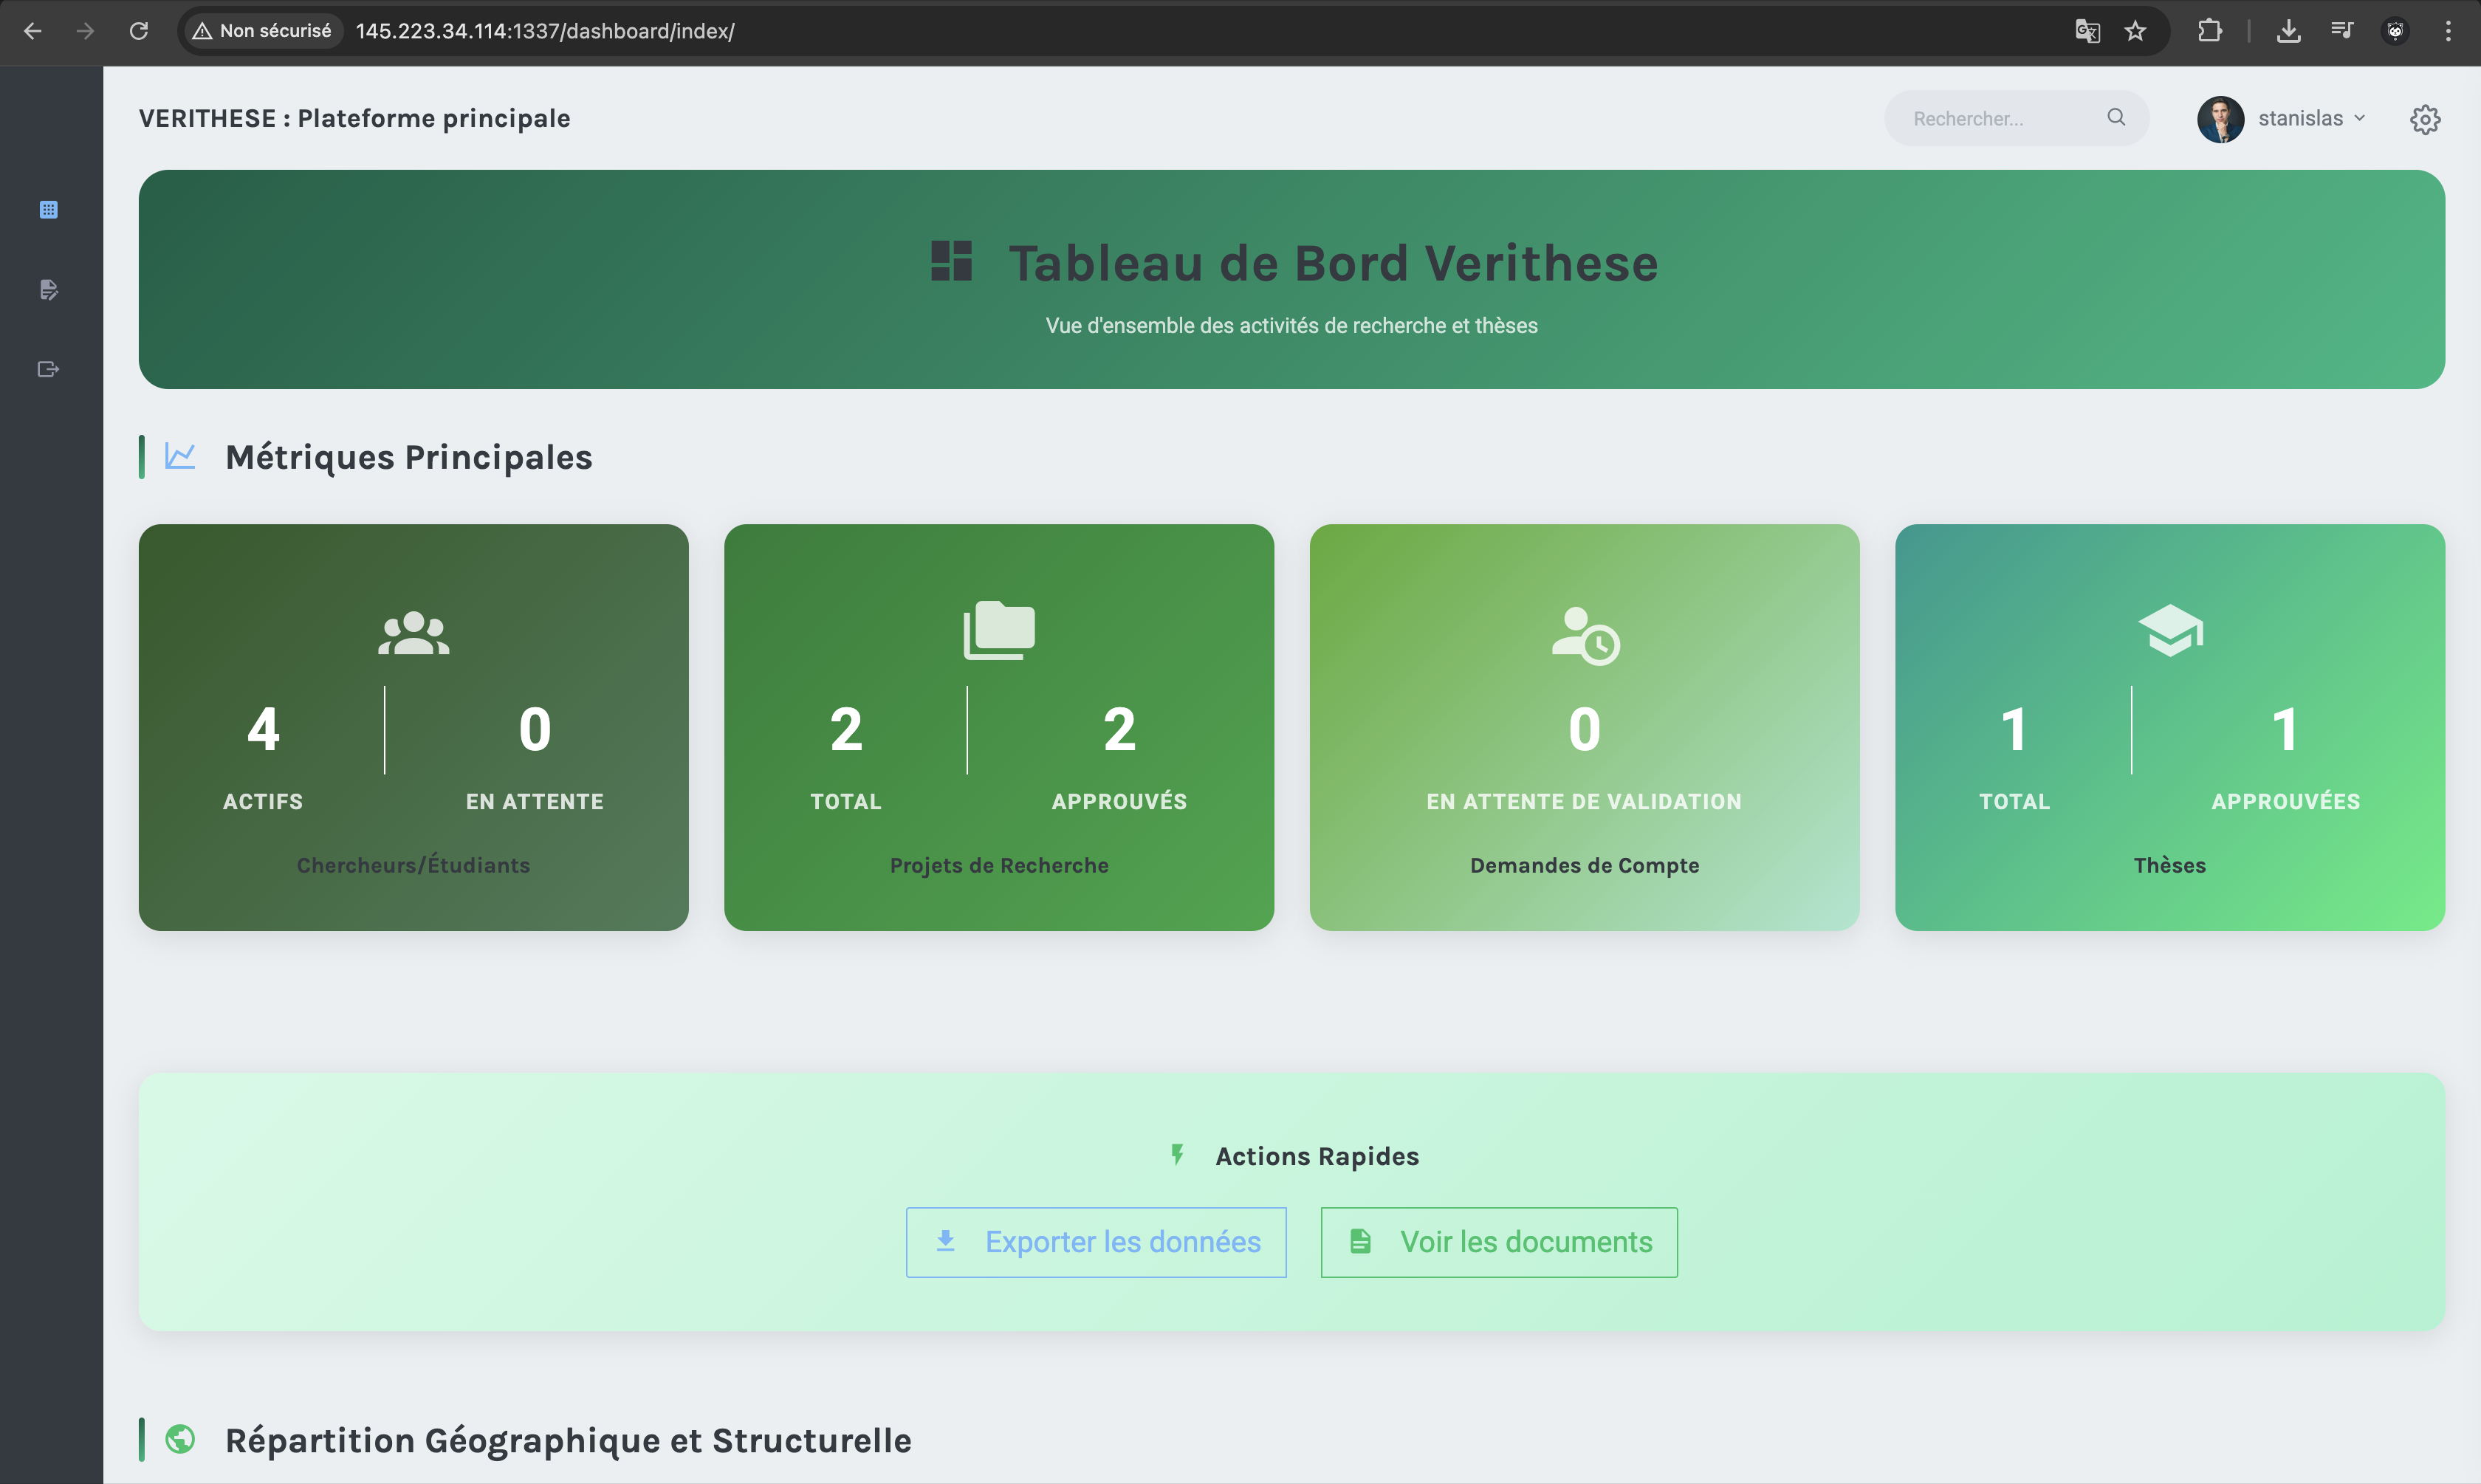 Non sécurisé 145.223.34.114:1337/dashboard/index/
VERITHESE : Plateforme principale
Rechercher...
stanislas
Tableau de Bord Verithese
Vue d'ensemble des activités de recherche et thèses
Métriques Principales
4 0
ACTIFS EN ATTENTE
Chercheurs/Étudiants
2 2
TOTAL APPROUVÉS
Projets de Recherche
0
EN ATTENTE DE VALIDATION
Demandes de Compte
1 1
TOTAL APPROUVÉES
Thèses
Actions Rapides
Exporter les données
Voir les documents
Répartition Géographique et Structurelle